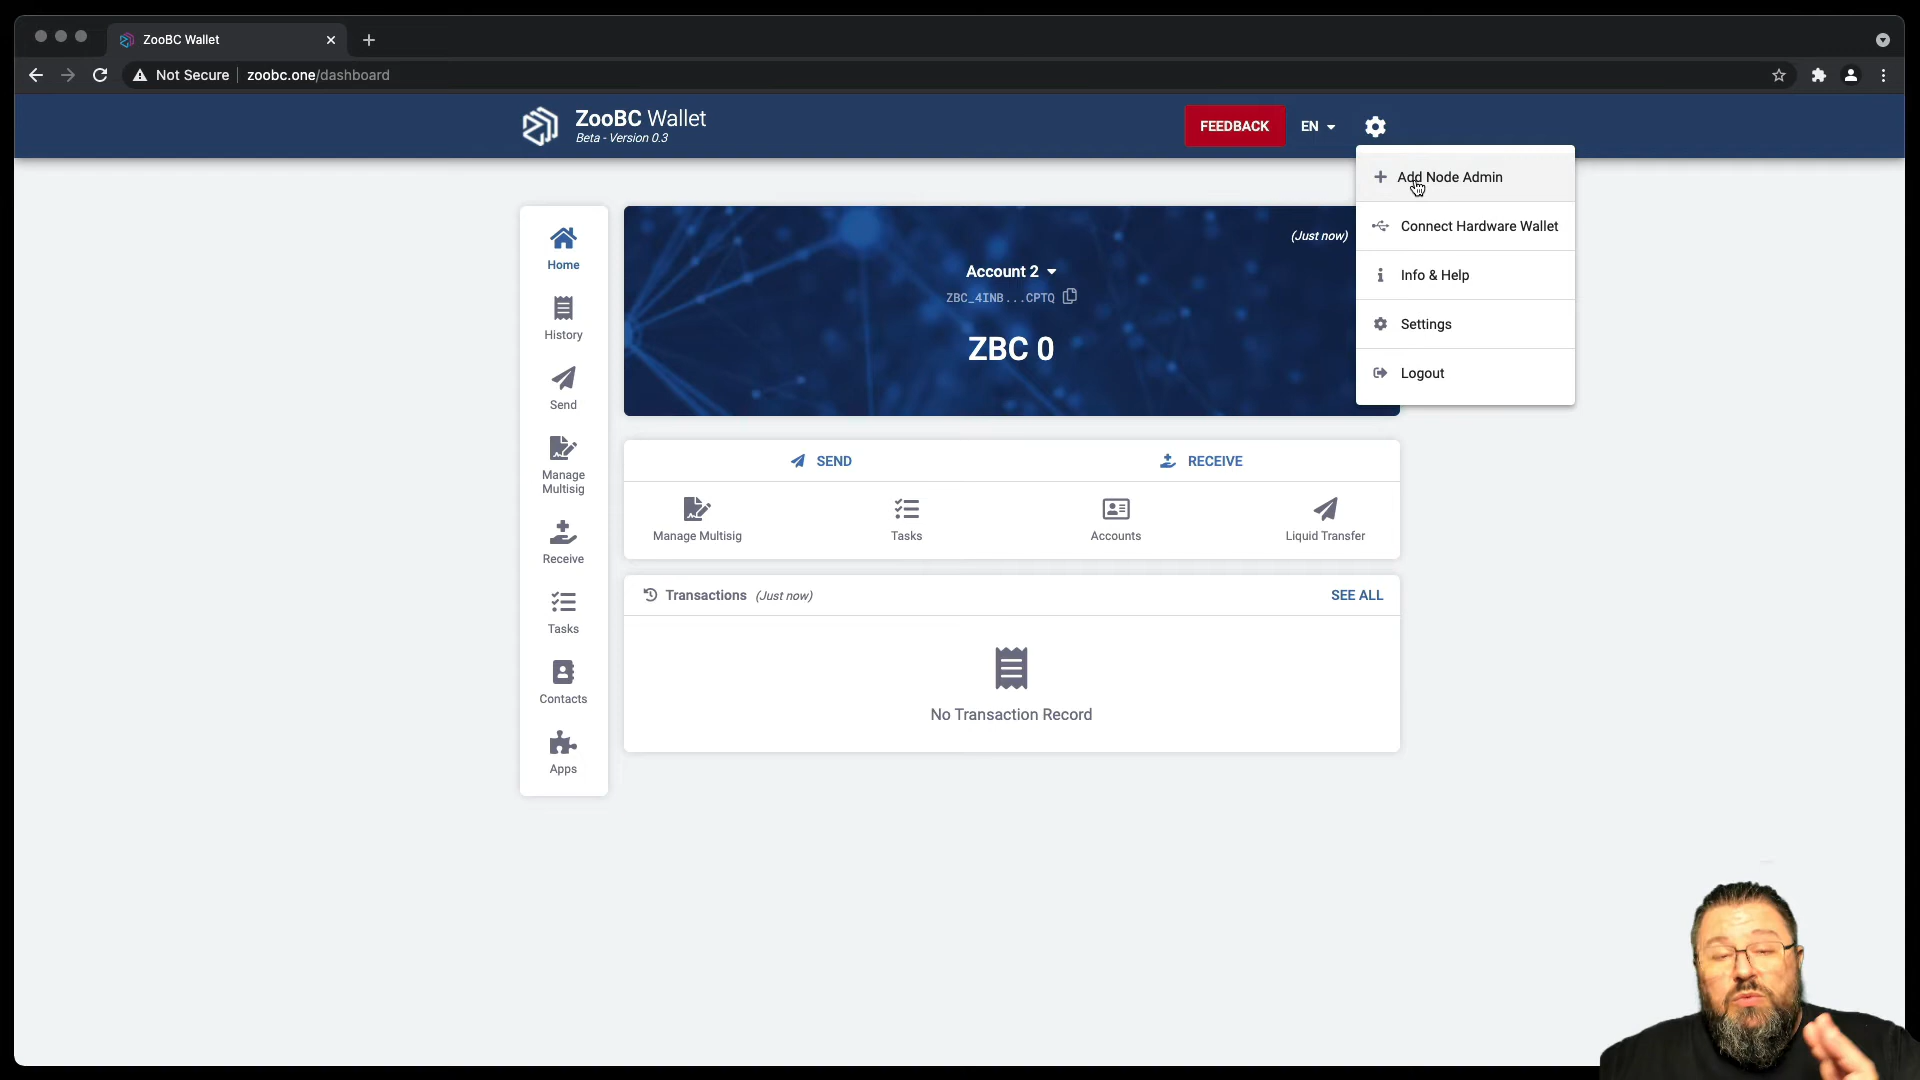 ZooBC Wallet
Not Secure
zoobc.one/dashboard
ZooBC Wallet
Beta - Version 0.3
FEEDBACK
EN
Add Node Admin
Connect Hardware Wallet
Info & Help
Settings
Logout
Home
History
Send
Manage
Multisig
Receive
Tasks
Contacts
Apps
(Just now)
Account 2
ZBC_4INB...CPTQ
ZBC 0
SEND
RECEIVE
Manage Multisig
Tasks
Accounts
Liquid Transfer
Transactions (Just now)
SEE ALL
No Transaction Record